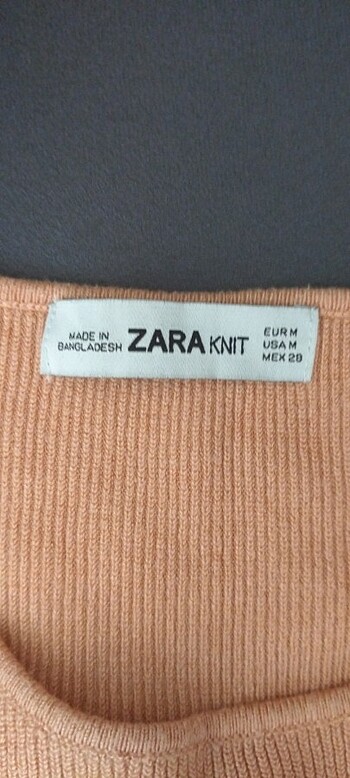 MADE IN
BANGLADESH
ZARA KNIT
EUR M
USA M
MEX 28